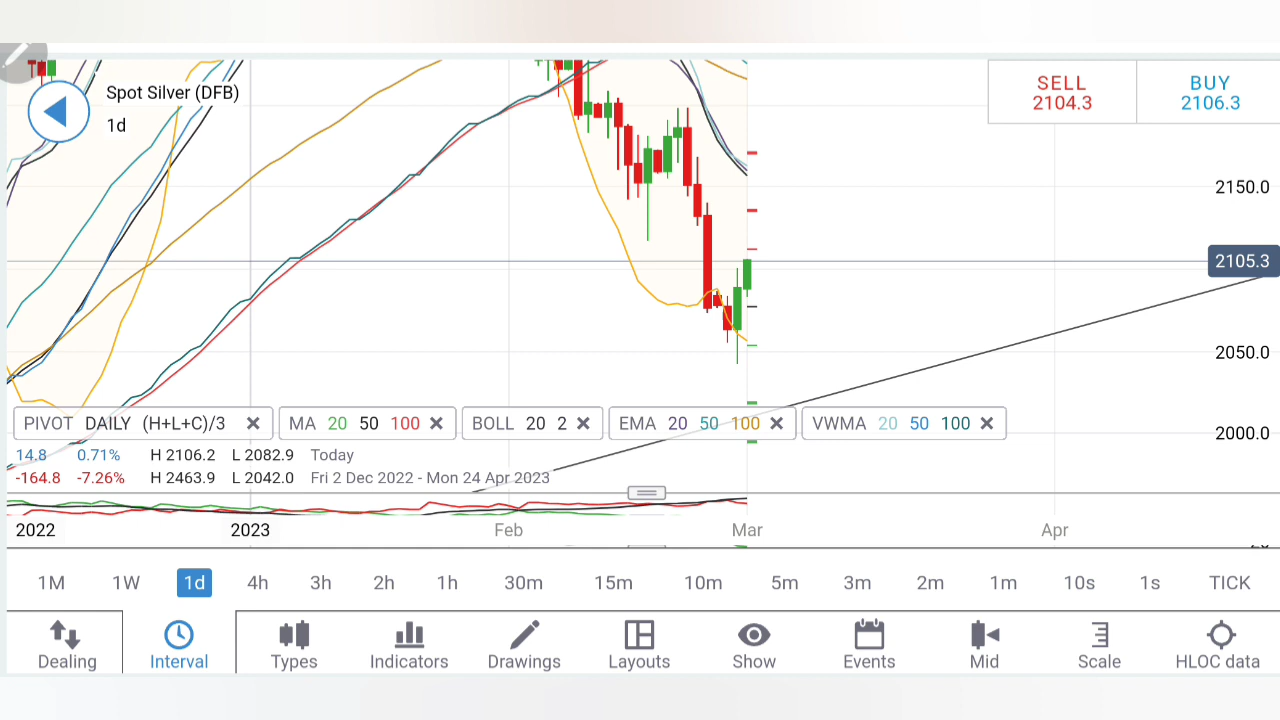 Spot Silver (DFB)
1d
SELL
2104.3
BUY
2106.3
2150.0
2105.3
2050.0
2000.0
PIVOT DAILY (H+L+C)/3
MA 20 50 100
BOLL 20 2
EMA 20 50 100
VWMA 20 50 100
14.8 0.71% H 2106.2 L 2082.9 Today
-164.8 -7.26% H 2463.9 L 2042.0 Fri 2 Dec 2022 - Mon 24 Apr 2023
2022 2023 Feb Mar Apr
1M 1W 1d 4h 3h 2h 1h 30m 15m 10m 5m 3m 2m 1m 10s 1s TICK
Dealing Interval Types Indicators Drawings Layouts Show Events Mid Scale HLOC data